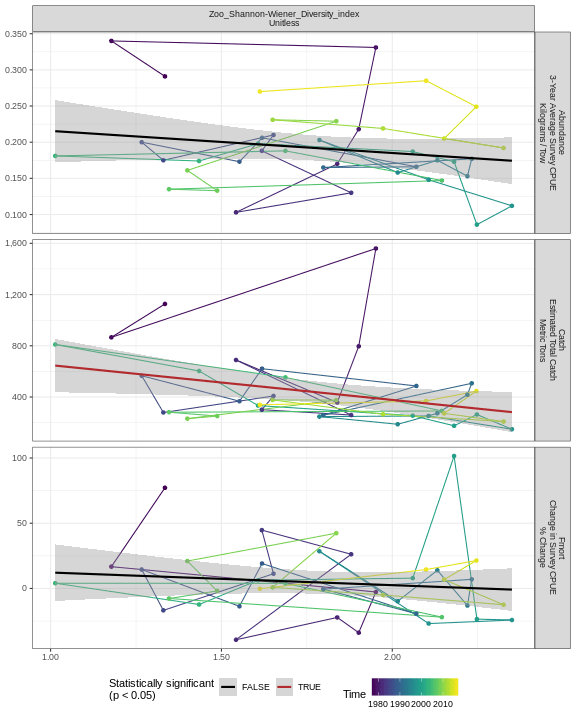 Zoo_Shannon-Wiener_Diversity_index
Unitless
0.350
0.300
0.250
0.200
0.150
0.100
Abundance
3-Year Average Survey CPUE
Kilograms / Tow
1,600
1,200
800
400
Catch
Estimated Total Catch
Metric Tons
100
50
0
Fmort
Change in Survey CPUE
% Change
1.00
1.50
2.00
Statistically significant
(p < 0.05)
FALSE
TRUE
Time
1980 1990 2000 2010